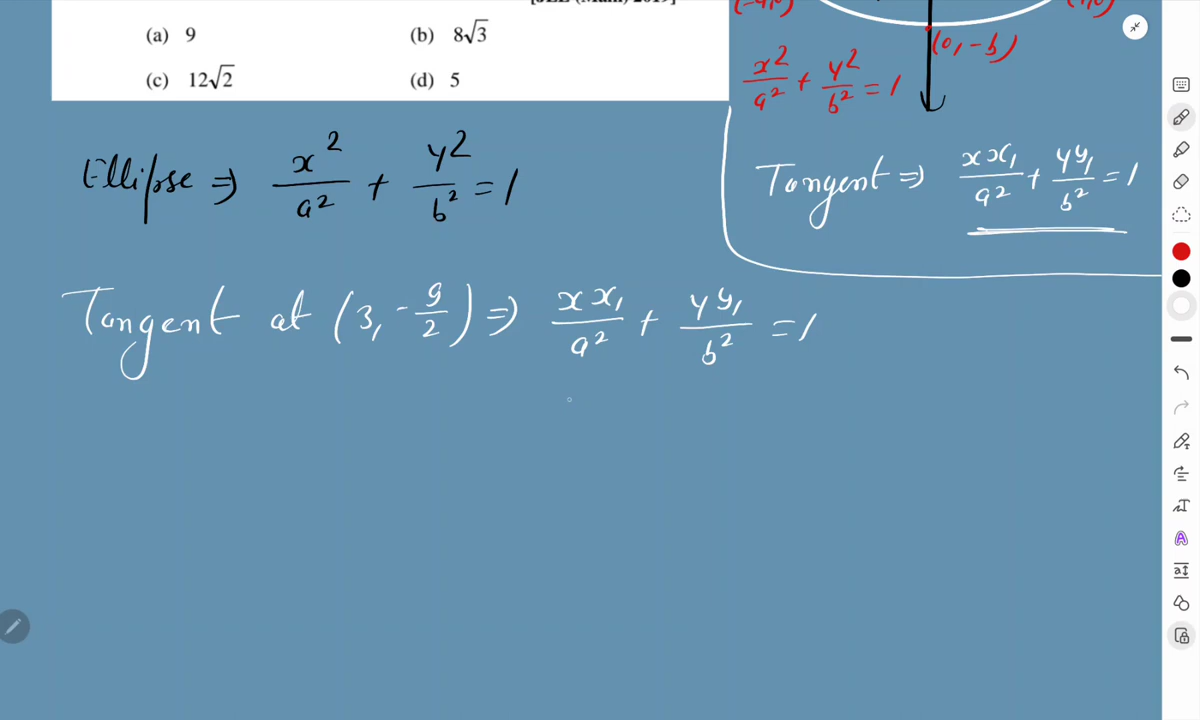 [JEE (Main) 2019]
(a) 9 (b) 8√3
(c) 12√2 (d) 5
(0, -b)
x²/a² + y²/b² = 1
Ellipse ⇒ x²/a² + y²/b² = 1
Tangent ⇒ xx₁/a² + yy₁/b² = 1
Tangent at (3, -9/2) ⇒ xx₁/a² + yy₁/b² = 1